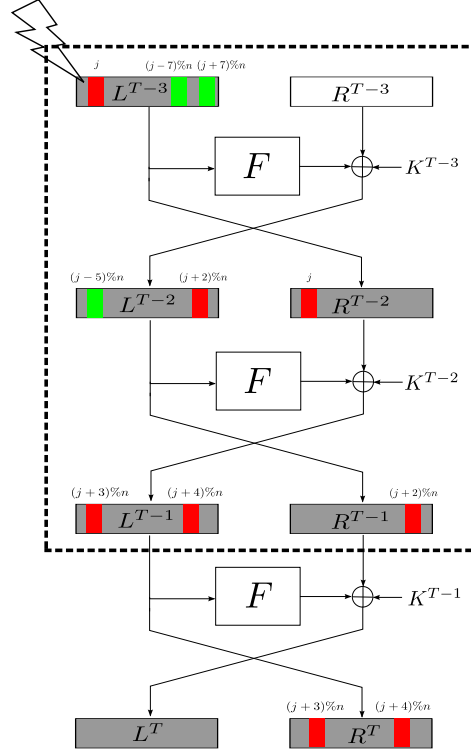 j (j − 7)%n (j + 7)%n
L^{T−3} R^{T−3}
F K^{T−3}
(j − 5)%n (j + 2)%n j
L^{T−2} R^{T−2}
F K^{T−2}
(j + 3)%n (j + 4)%n (j + 2)%n
L^{T−1} R^{T−1}
F K^{T−1}
(j + 3)%n (j + 4)%n
L^T R^T